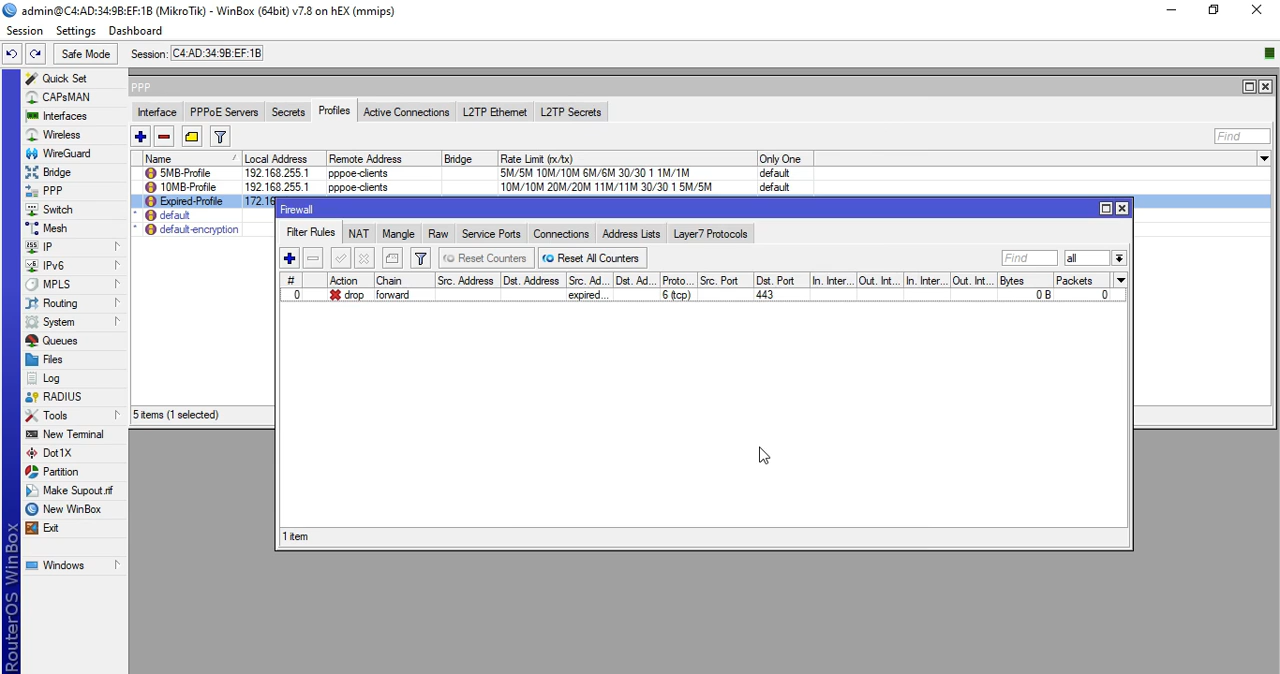 admin@C4:AD:34:9B:EF:1B (MikroTik) - WinBox (64bit) v7.8 on hEX (mmips)
Session Settings Dashboard
Safe Mode Session: C4:AD:34:9B:EF:1B
Quick Set
CAPsMAN
Interfaces
Wireless
WireGuard
Bridge
PPP
Switch
Mesh
IP
IPv6
MPLS
Routing
System
Queues
Files
Log
RADIUS
Tools
New Terminal
Dot1X
Partition
Make Supout.rif
New WinBox
Exit
Windows
RouterOS WinBox
PPP
Interface PPPoE Servers Secrets Profiles Active Connections L2TP Ethernet L2TP Secrets
Find
Name / Local Address Remote Address Bridge Rate Limit (rx/tx) Only One
5MB-Profile 192.168.255.1 pppoe-clients 5M/5M 10M/10M 6M/6M 30/30 1 1M/1M default
10MB-Profile 192.168.255.1 pppoe-clients 10M/10M 20M/20M 11M/11M 30/30 1 5M/5M default
Expired-Profile 172.16
* default
* default-encryption
5 items (1 selected)
Firewall
Filter Rules NAT Mangle Raw Service Ports Connections Address Lists Layer7 Protocols
Reset Counters Reset All Counters Find all
# Action Chain Src. Address Dst. Address Src. Ad... Dst. Ad... Proto... Src. Port Dst. Port In. Inter... Out. Int... In. Inter... Out. Int... Bytes Packets
0 drop forward expired... 6 (tcp) 443 0 B 0
1 item